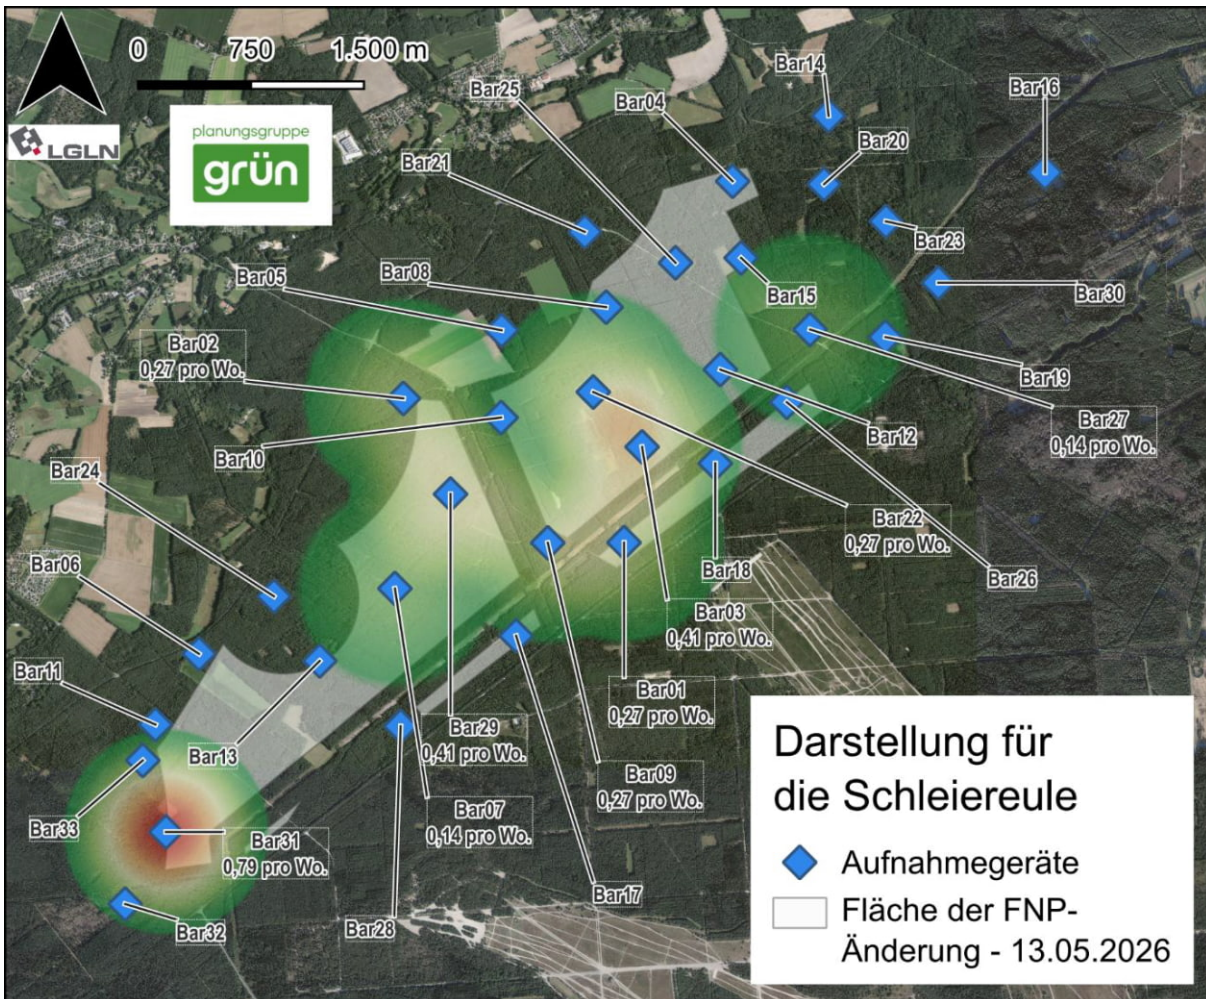 0 750 1.500 m
LGLN
planungsgruppe
grün
Bar14
Bar25
Bar04
Bar16
Bar20
Bar21
Bar23
Bar05
Bar08
Bar15
Bar30
Bar02
0,27 pro Wo.
Bar19
Bar27
0,14 pro Wo.
Bar12
Bar10
Bar24
Bar22
0,27 pro Wo.
Bar06
Bar18
Bar26
Bar03
0,41 pro Wo.
Bar11
Bar01
0,27 pro Wo.
Bar13
Bar29
0,41 pro Wo.
Bar09
0,27 pro Wo.
Bar07
0,14 pro Wo.
Bar33
Bar31
0,79 pro Wo.
Bar17
Bar32
Bar28
Darstellung für
die Schleiereule
Aufnahmegeräte
Fläche der FNP-
Änderung - 13.05.2026